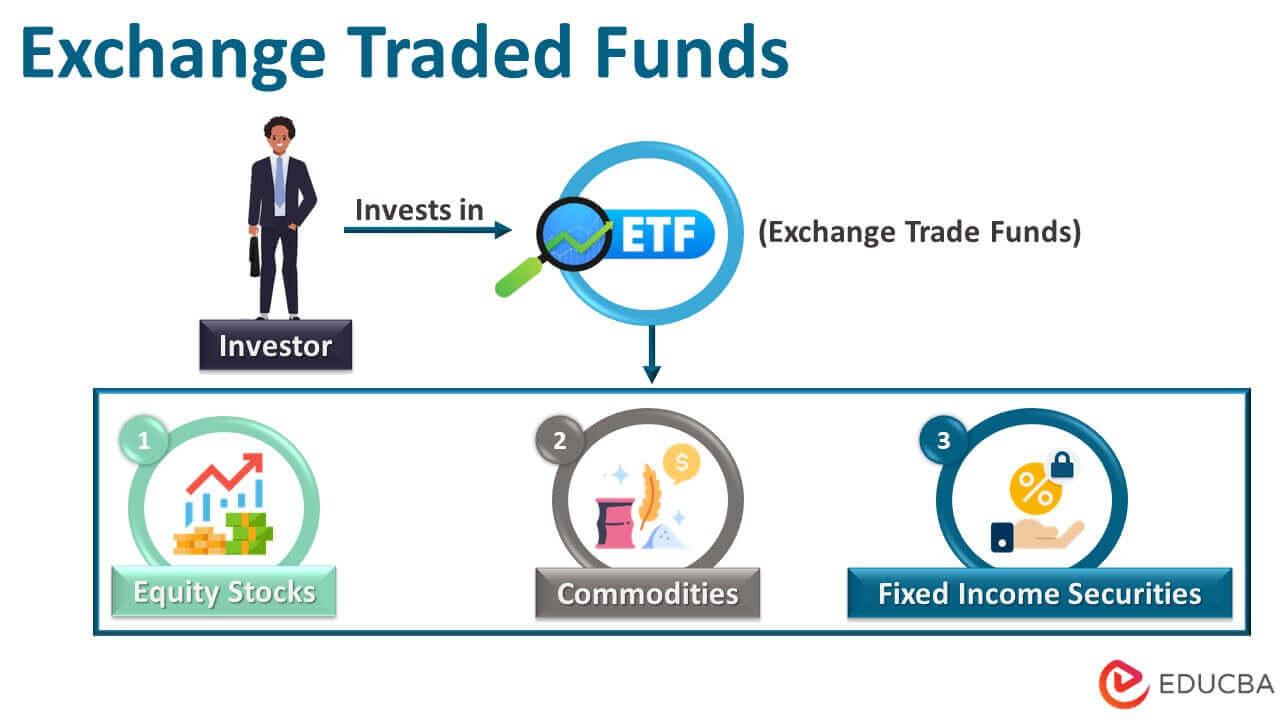 Exchange Traded Funds
Invests in
ETF
(Exchange Trade Funds)
Investor
1
2
$
3
%
Equity Stocks
Commodities
Fixed Income Securities
EDUCBA